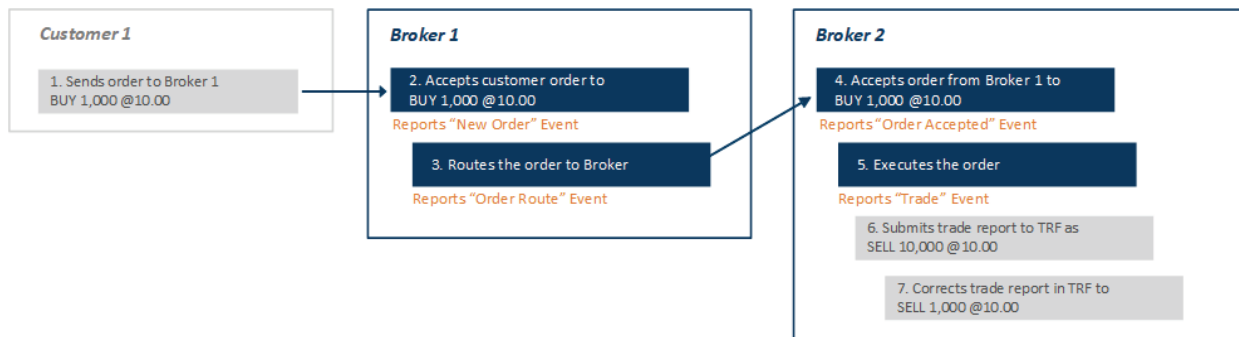 Customer 1
1. Sends order to Broker 1
BUY 1,000 @10.00
Broker 1
2. Accepts customer order to
BUY 1,000 @10.00
Reports “New Order” Event
3. Routes the order to Broker
Reports “Order Route” Event
Broker 2
4. Accepts order from Broker 1 to
BUY 1,000 @10.00
Reports “Order Accepted” Event
5. Executes the order
Reports “Trade” Event
6. Submits trade report to TRF as
SELL 10,000 @10.00
7. Corrects trade report in TRF to
SELL 1,000 @10.00